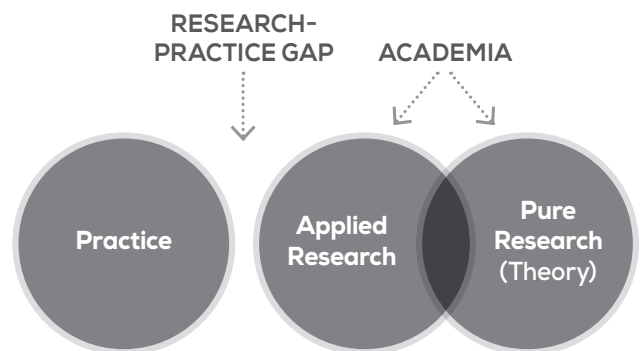 RESEARCH-
PRACTICE GAP
ACADEMIA
Practice
Applied
Research
Pure
Research
(Theory)